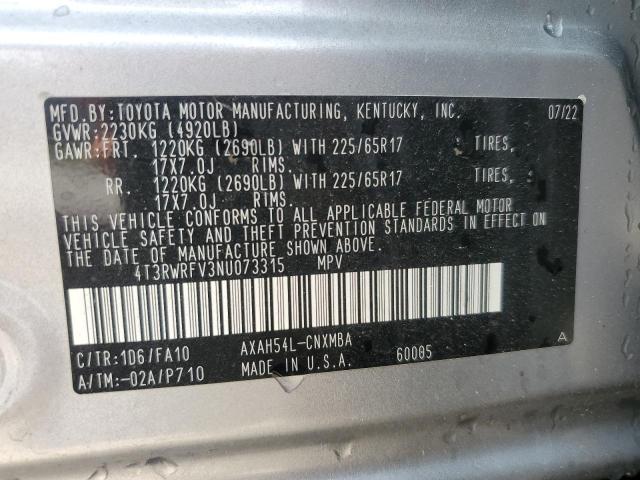 MFD.BY:TOYOTA MOTOR MANUFACTURING, KENTUCKY, INC. 07/22
GVWR:2230KG (4920LB)
GAWR:FRT. 1220KG (2690LB) WITH 225/65R17 TIRES,
17X7.0J RIMS.
RR. 1220KG (2690LB) WITH 225/65R17 TIRES,
17X7.0J RIMS.
THIS VEHICLE CONFORMS TO ALL APPLICABLE FEDERAL MOTOR
VEHICLE SAFETY AND THEFT PREVENTION STANDARDS IN EFFECT ON
THE DATE OF MANUFACTURE SHOWN ABOVE.
4T3RWRFV3NU073315 MPV
C/TR:1D6/FA10 AXAH54L-CNXMBA A
A/TM:-02A/P710 MADE IN U.S.A. 60005